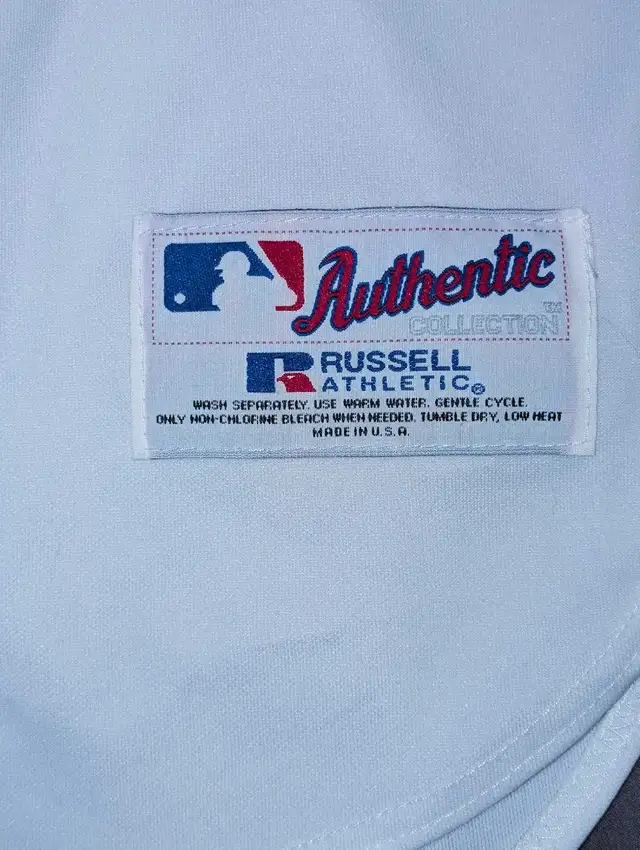 Authentic
COLLECTION™
RUSSELL
ATHLETIC®
WASH SEPARATELY. USE WARM WATER. GENTLE CYCLE.
ONLY NON-CHLORINE BLEACH WHEN NEEDED. TUMBLE DRY, LOW HEAT
MADE IN U.S.A.